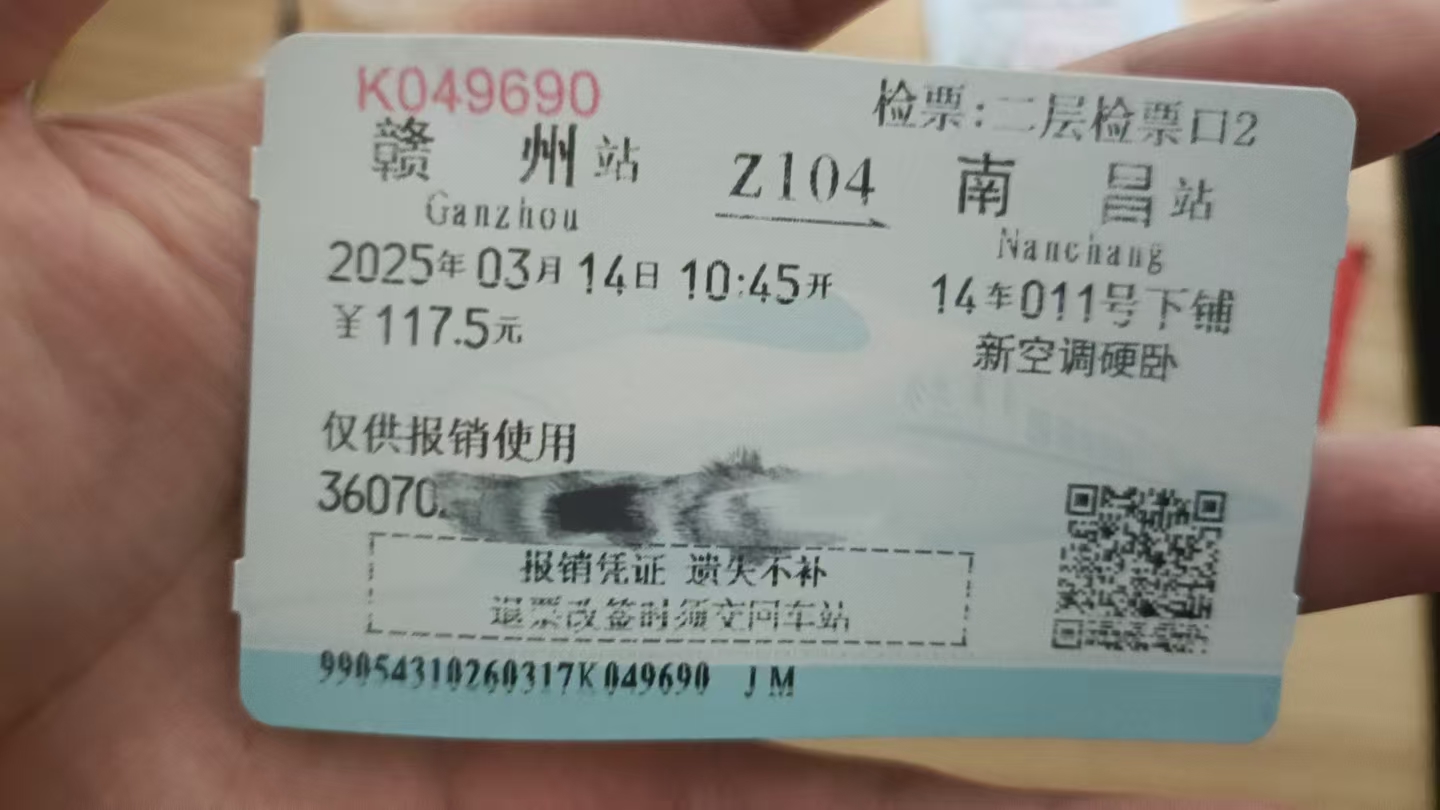 K049690
检票:二层检票口2
赣州站 Z104 南昌站
Ganzhou Nanchang
2025年03月14日 10:45开
14车011号下铺
￥117.5元
新空调硬卧
仅供报销使用
36070
报销凭证 遗失不补
退票改签时须交回车站
99054310260317K049690 JM